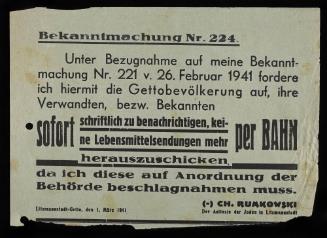 Bekanntmachung Nr. 224.
Unter Bezugnahme auf meine Bekannt-
machung Nr. 221 v. 26. Februar 1941 fordere
ich hiermit die Gettobevölkerung auf, ihre
Verwandten, bezw. Bekannten
sofort schriftlich zu benachrichtigen, kei- per BAHN
ne Lebensmittelsendungen mehr
herauszuschicken
da ich diese auf Anordnung der
Behörde beschlagnahmen muss.
(-) CH. RUMKOWSKI
Der Aelteste der Juden in Litzmannstadt
Litzmannstadt-Getto, den 1. März 1941